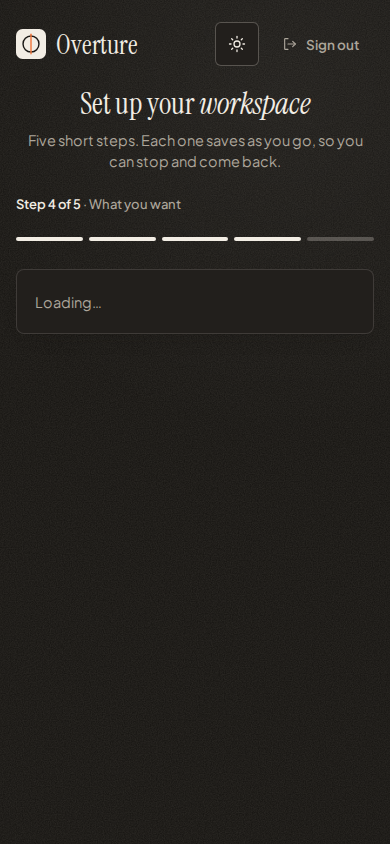 Overture
Sign out
Set up your workspace
Five short steps. Each one saves as you go, so you
can stop and come back.
Step 4 of 5 · What you want
Loading…